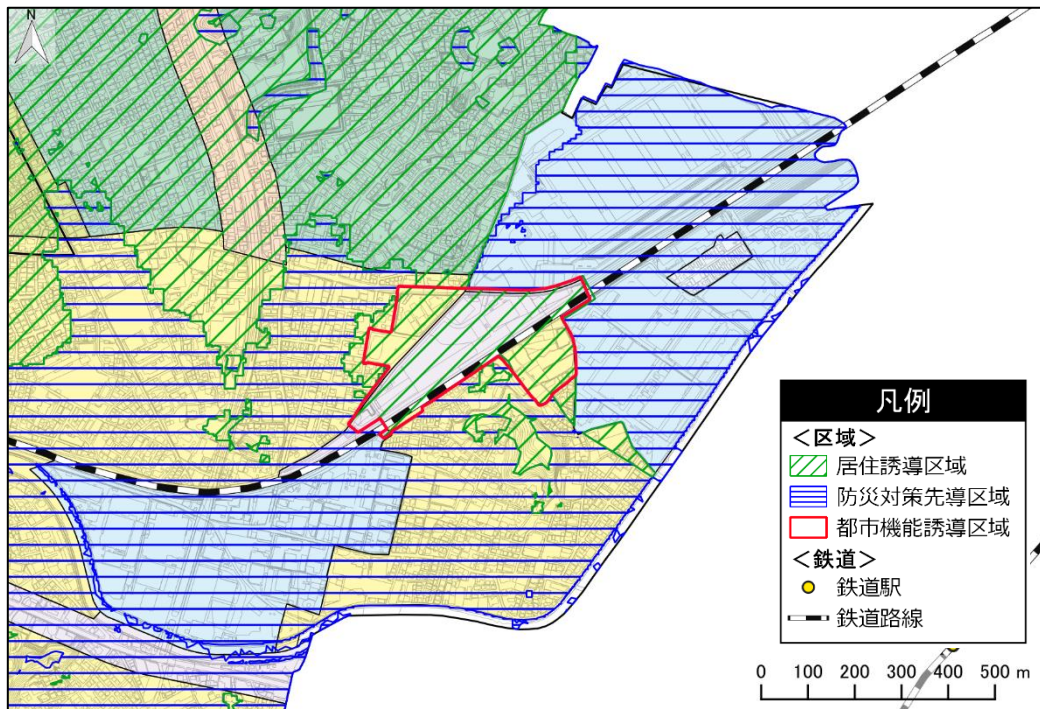 N
凡例
<区域>
居住誘導区域
防災対策先導区域
都市機能誘導区域
<鉄道>
鉄道駅
鉄道路線
0 100 200 300 400 500 m